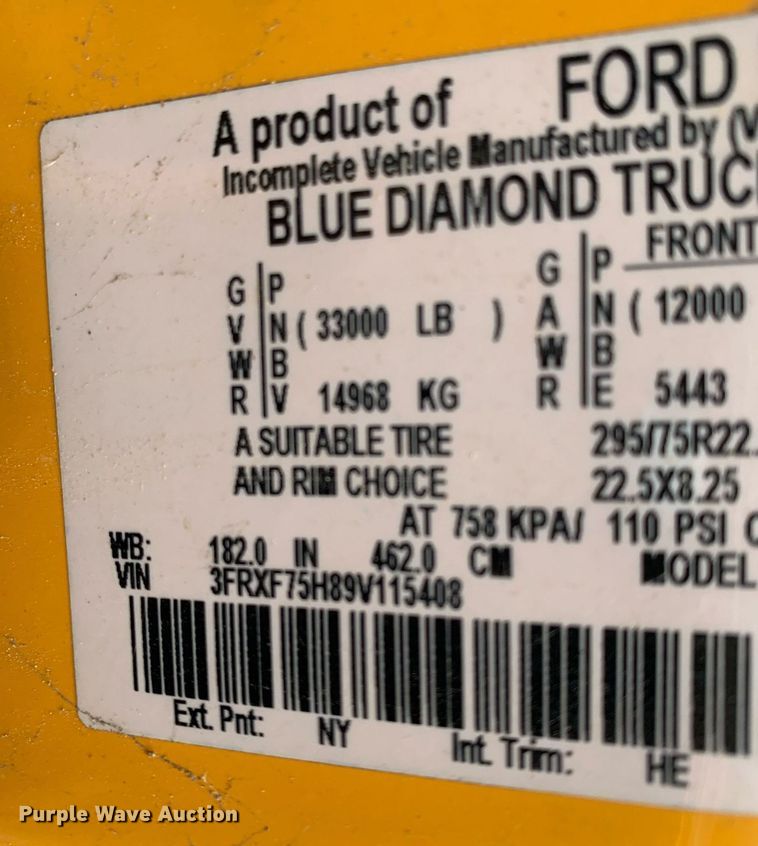 A product of FORD
Incomplete Vehicle Manufactured by
BLUE DIAMOND
G P G P FRONT
V N ( 33000 LB ) A N ( 12000
W B W B
R V 14968 KG R E 5443
A SUITABLE TIRE 295/75R22.
AND RIM CHOICE 22.5X8.25
AT 758 KPA/ 110 PSI
WB: 182.0 IN 462.0 CM MODEL
VIN 3FRXF75H89V115408
Ext. Pnt: NY Int. Trim: HE
Purple Wave Auction